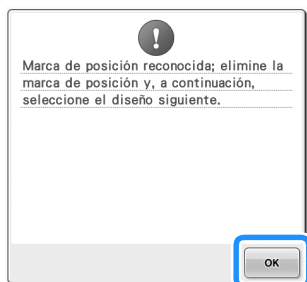 Marca de posición reconocida; elimine la
marca de posición y, a continuación,
seleccione el diseño siguiente.
OK